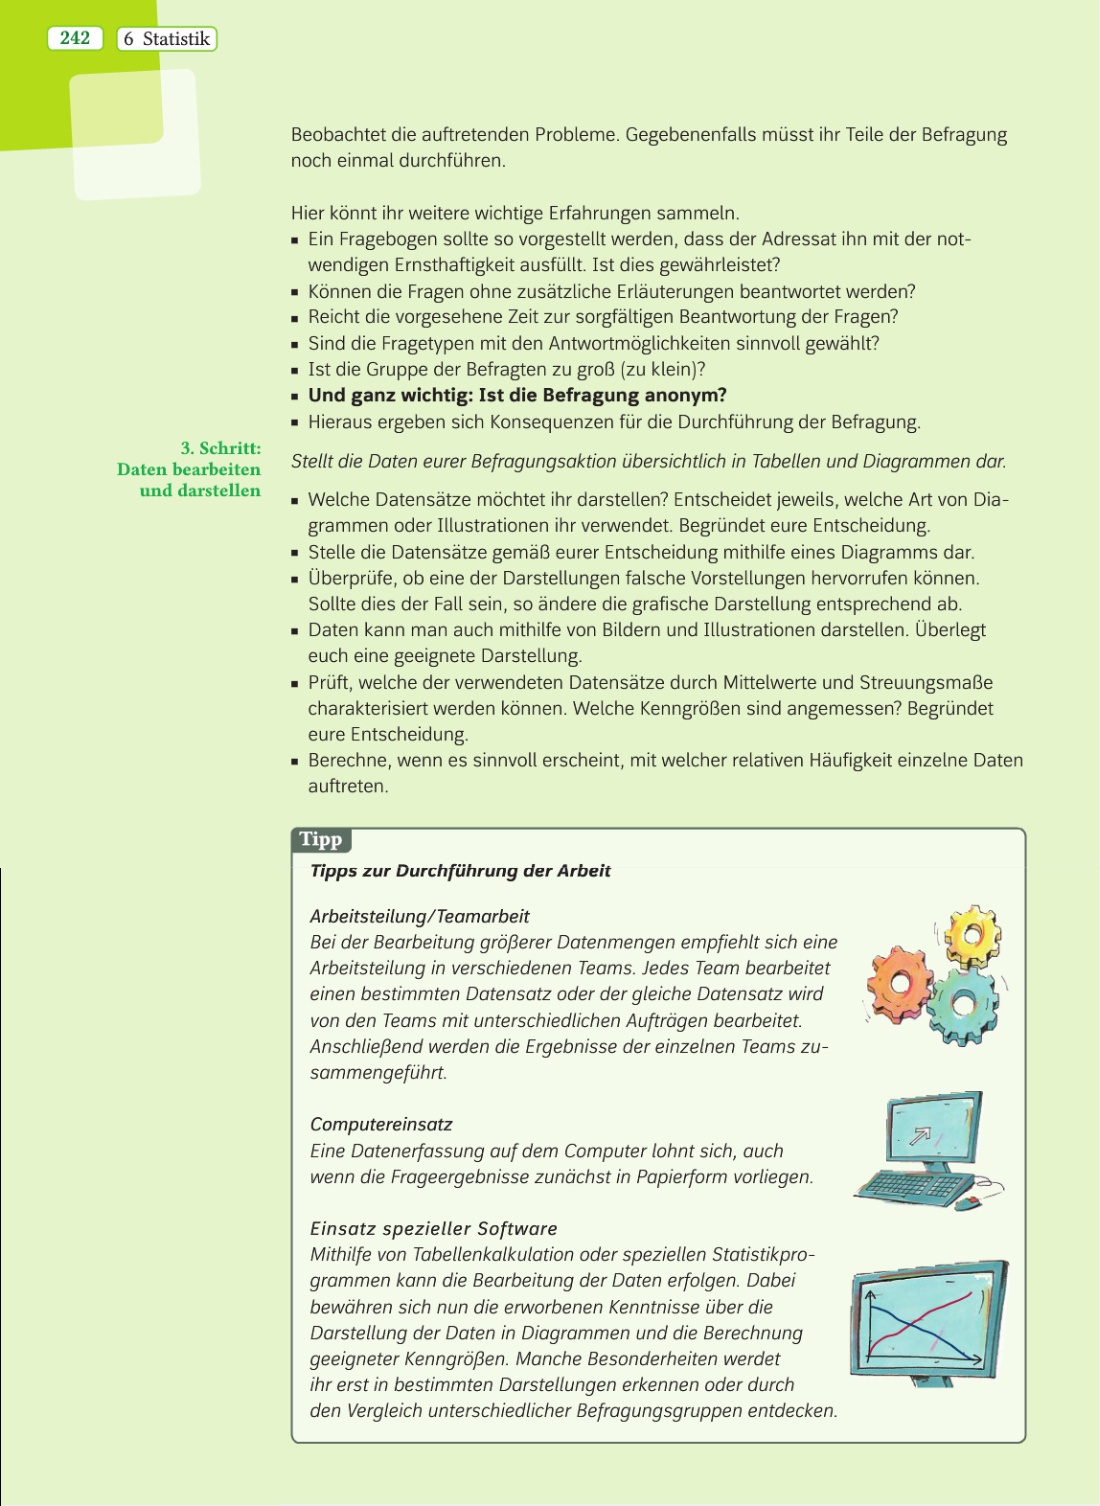 242
6 Statistik
Beobachtet die auftretenden Probleme. Gegebenenfalls müsst ihr Teile der Befragung
noch einmal durchführen.
Hier könnt ihr weitere wichtige Erfahrungen sammeln.
▪ Ein Fragebogen sollte so vorgestellt werden, dass der Adressat ihn mit der not-
wendigen Ernsthaftigkeit ausfüllt. Ist dies gewährleistet?
▪ Können die Fragen ohne zusätzliche Erläuterungen beantwortet werden?
▪ Reicht die vorgesehene Zeit zur sorgfältigen Beantwortung der Fragen?
▪ Sind die Fragetypen mit den Antwortmöglichkeiten sinnvoll gewählt?
▪ Ist die Gruppe der Befragten zu groß (zu klein)?
▪ Und ganz wichtig: Ist die Befragung anonym?
▪ Hieraus ergeben sich Konsequenzen für die Durchführung der Befragung.
3. Schritt:
Daten bearbeiten
und darstellen
Stellt die Daten eurer Befragungsaktion übersichtlich in Tabellen und Diagrammen dar.
▪ Welche Datensätze möchtet ihr darstellen? Entscheidet jeweils, welche Art von Dia-
grammen oder Illustrationen ihr verwendet. Begründet eure Entscheidung.
▪ Stelle die Datensätze gemäß eurer Entscheidung mithilfe eines Diagramms dar.
▪ Überprüfe, ob eine der Darstellungen falsche Vorstellungen hervorrufen können.
Sollte dies der Fall sein, so ändere die grafische Darstellung entsprechend ab.
▪ Daten kann man auch mithilfe von Bildern und Illustrationen darstellen. Überlegt
euch eine geeignete Darstellung.
▪ Prüft, welche der verwendeten Datensätze durch Mittelwerte und Streuungsmaße
charakterisiert werden können. Welche Kenngrößen sind angemessen? Begründet
eure Entscheidung.
▪ Berechne, wenn es sinnvoll erscheint, mit welcher relativen Häufigkeit einzelne Daten
auftreten.
Tipp
Tipps zur Durchführung der Arbeit
Arbeitsteilung/Teamarbeit
Bei der Bearbeitung größerer Datenmengen empfiehlt sich eine
Arbeitsteilung in verschiedenen Teams. Jedes Team bearbeitet
einen bestimmten Datensatz oder der gleiche Datensatz wird
von den Teams mit unterschiedlichen Aufträgen bearbeitet.
Anschließend werden die Ergebnisse der einzelnen Teams zu-
sammengeführt.
Computereinsatz
Eine Datenerfassung auf dem Computer lohnt sich, auch
wenn die Frageergebnisse zunächst in Papierform vorliegen.
Einsatz spezieller Software
Mithilfe von Tabellenkalkulation oder speziellen Statistikpro-
grammen kann die Bearbeitung der Daten erfolgen. Dabei
bewähren sich nun die erworbenen Kenntnisse über die
Darstellung der Daten in Diagrammen und die Berechnung
geeigneter Kenngrößen. Manche Besonderheiten werdet
ihr erst in bestimmten Darstellungen erkennen oder durch
den Vergleich unterschiedlicher Befragungsgruppen entdecken.